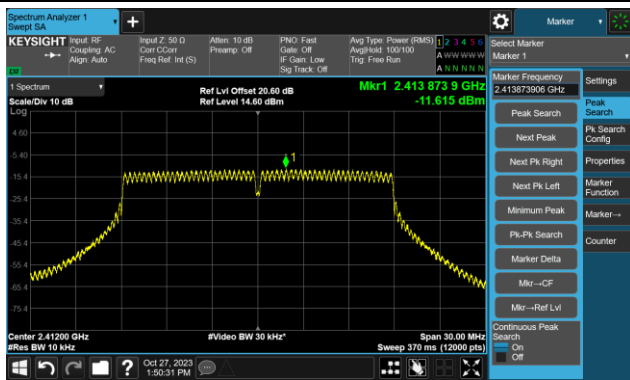 Spectrum Analyzer 1
Swept SA
+
Marker
KEYSIGHT
Input: RF
Coupling: AC
Align: Auto
Input Z: 50 Ω
Corr CCorr
Freq Ref: Int (S)
Atten: 10 dB
Preamp: Off
PNO: Fast
Gate: Off
IF Gain: Low
Sig Track: Off
Avg Type: Power (RMS)
Avg|Hold: 100/100
Trig: Free Run
1 2 3 4 5 6
A W W W W W
A N N N N N
Select Marker
Marker 1
1 Spectrum
Scale/Div 10 dB
Log
Ref Lvl Offset 20.60 dB
Ref Level 14.60 dBm
Mkr1 2.413 873 9 GHz
-11.615 dBm
4.60
-5.40
-15.4
-25.4
-35.4
-45.4
-55.4
-65.4
-75.4
1
Center 2.41200 GHz
#Res BW 10 kHz
#Video BW 30 kHz*
Span 30.00 MHz
Sweep 370 ms (12000 pts)
Marker Frequency
2.413873906 GHz
Peak Search
Next Peak
Next Pk Right
Next Pk Left
Minimum Peak
Pk-Pk Search
Marker Delta
Mkr→CF
Mkr→Ref Lvl
Continuous Peak
Search
On
Off
Settings
Peak
Search
Pk Search
Config
Properties
Marker
Function
Marker→
Counter
?
Oct 27, 2023
1:50:31 PM